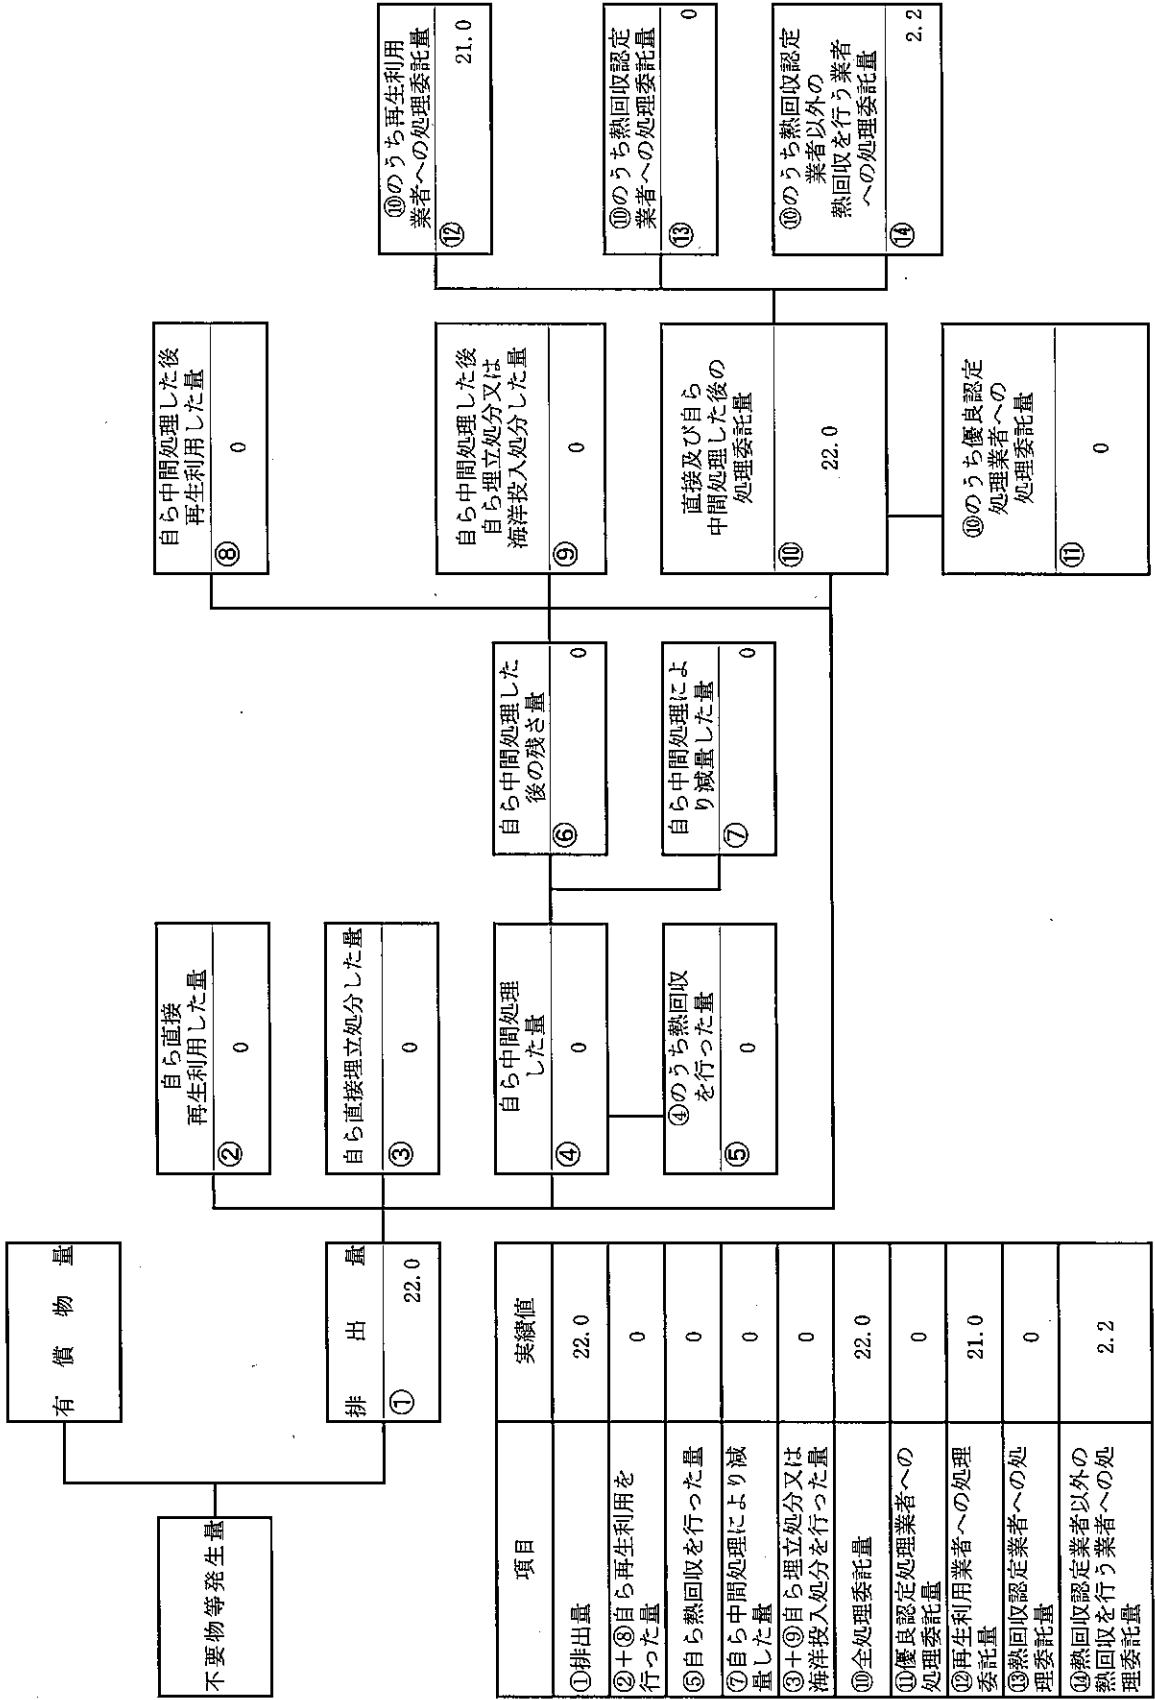 不要物等発生量
有償物量
排出量
①
22.0
自ら直接
再生利用した量
②
0
自ら直接埋立処分した量
③
0
自ら中間処理
した量
④
0
④のうち熱回収
を行った量
⑤
0
自ら中間処理した
後の残さ量
⑥
0
自ら中間処理によ
り減量した量
⑦
0
自ら中間処理した後
再生利用した量
⑧
0
自ら中間処理した後
自ら埋立処分又は
海洋投入処分した量
⑨
0
直接及び自ら
中間処理した後の
処理委託量
⑩
22.0
⑩のうち優良認定
処理業者への
処理委託量
⑪
0
⑩のうち再生利用
業者への処理委託量
⑫
21.0
⑩のうち熱回収認定
業者への処理委託量
⑬
0
⑩のうち熱回収認定
業者以外の
熱回収を行う業者
への処理委託量
⑭
2.2
項目
実績値
①排出量
22.0
②+⑧自ら再生利用を
行った量
0
⑤自ら熱回収を行った量
0
⑦自ら中間処理により減
量した量
0
③+⑨自ら埋立処分又は
海洋投入処分を行った量
0
⑩全処理委託量
22.0
⑪優良認定処理業者への
処理委託量
0
⑫再生利用業者への処理
委託量
21.0
⑬熱回収認定業者への処
理委託量
0
⑭熱回収認定業者以外の
熱回収を行う業者への処
理委託量
2.2